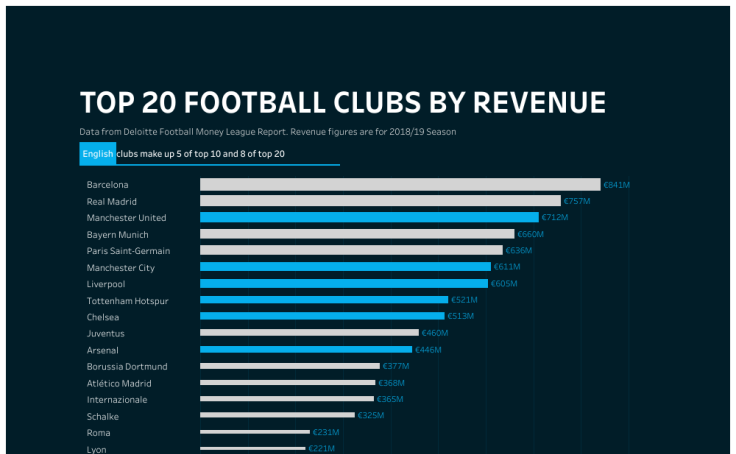 TOP 20 FOOTBALL CLUBS BY REVENUE
Data from Deloitte Football Money League Report. Revenue figures are for 2018/19 Season
English clubs make up 5 of top 10 and 8 of top 20
Barcelona €841M
Real Madrid €757M
Manchester United €712M
Bayern Munich €660M
Paris Saint-Germain €636M
Manchester City €611M
Liverpool €605M
Tottenham Hotspur €521M
Chelsea €513M
Juventus €460M
Arsenal €446M
Borussia Dortmund €377M
Atlético Madrid €368M
Internazionale €365M
Schalke €325M
Roma €231M
Lyon €221M